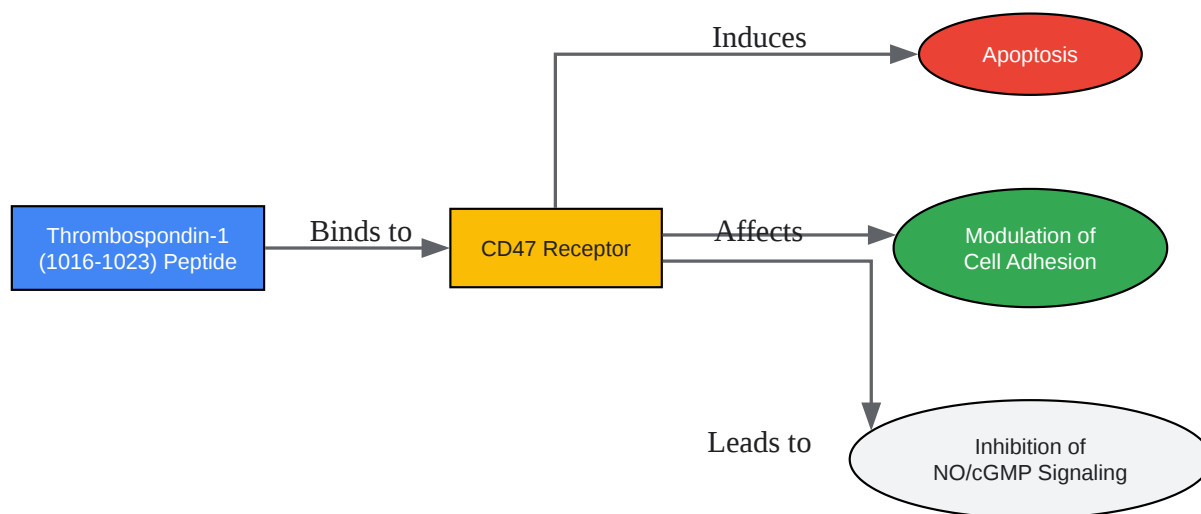 Induces
Apoptosis
Thrombospondin-1
(1016-1023) Peptide
Binds to
CD47 Receptor
Affects
Modulation of
Cell Adhesion
Leads to
Inhibition of
NO/cGMP Signaling